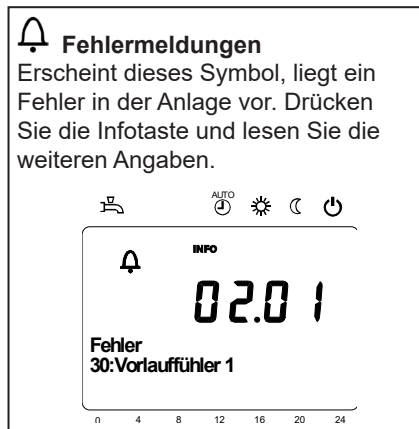 Fehlermeldungen
Erscheint dieses Symbol, liegt ein
Fehler in der Anlage vor. Drücken
Sie die Infotaste und lesen Sie die
weiteren Angaben.
AUTO
INFO
02.01
Fehler
30:Vorlauffühler 1
0 4 8 12 16 20 24